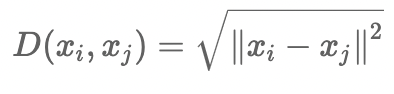 D(x_i, x_j) = \sqrt{\|x_i - x_j\|^2}